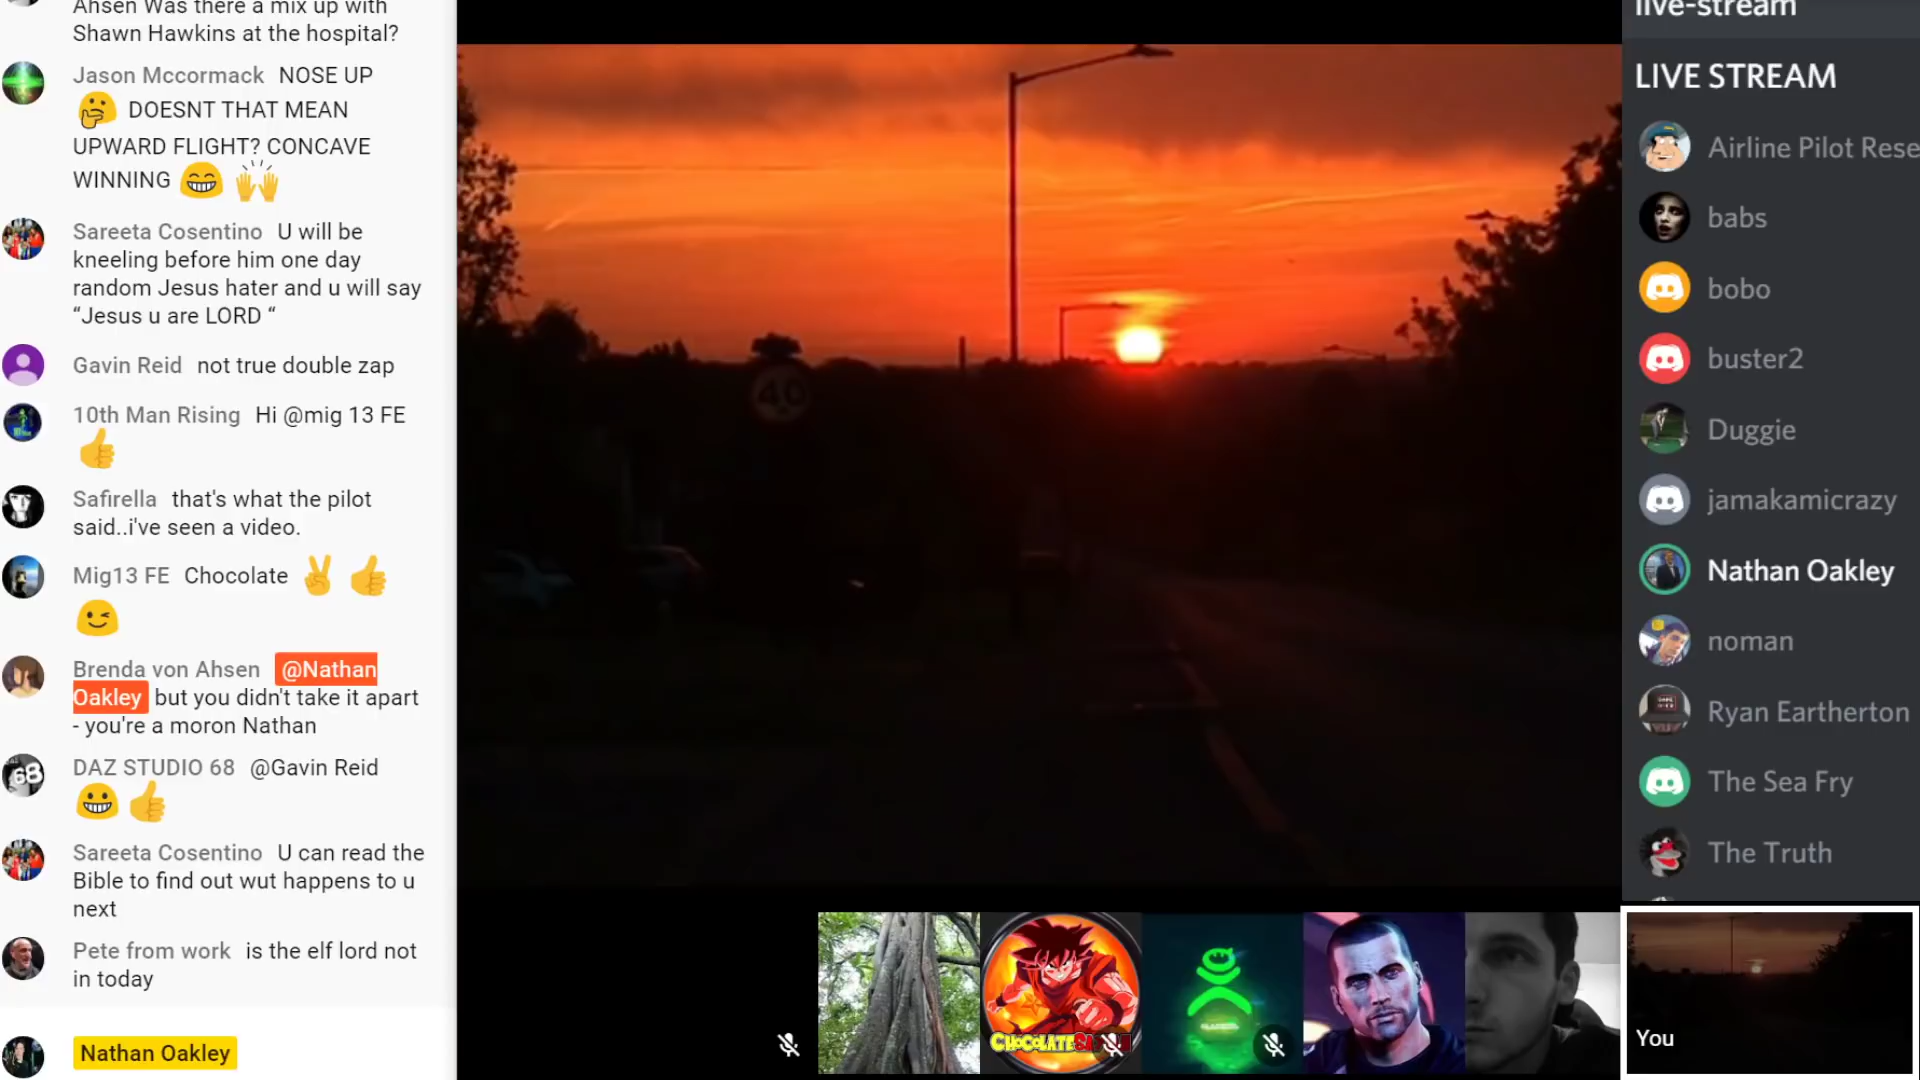 Ahsen Was there a mix up with
Shawn Hawkins at the hospital?
Jason Mccormack NOSE UP
DOESNT THAT MEAN
UPWARD FLIGHT? CONCAVE
WINNING
Sareeta Cosentino U will be
kneeling before him one day
random Jesus hater and u will say
“Jesus u are LORD “
Gavin Reid not true double zap
10th Man Rising Hi @mig 13 FE
Safirella that's what the pilot
said..i've seen a video.
Mig13 FE Chocolate
Brenda von Ahsen @Nathan
Oakley but you didn't take it apart
- you're a moron Nathan
DAZ STUDIO 68 @Gavin Reid
Sareeta Cosentino U can read the
Bible to find out wut happens to u
next
Pete from work is the elf lord not
in today
Nathan Oakley
40
live-stream
LIVE STREAM
Airline Pilot Rese
babs
bobo
buster2
Duggie
jamakamicrazy
Nathan Oakley
noman
Ryan Eartherton
The Sea Fry
The Truth
68
You